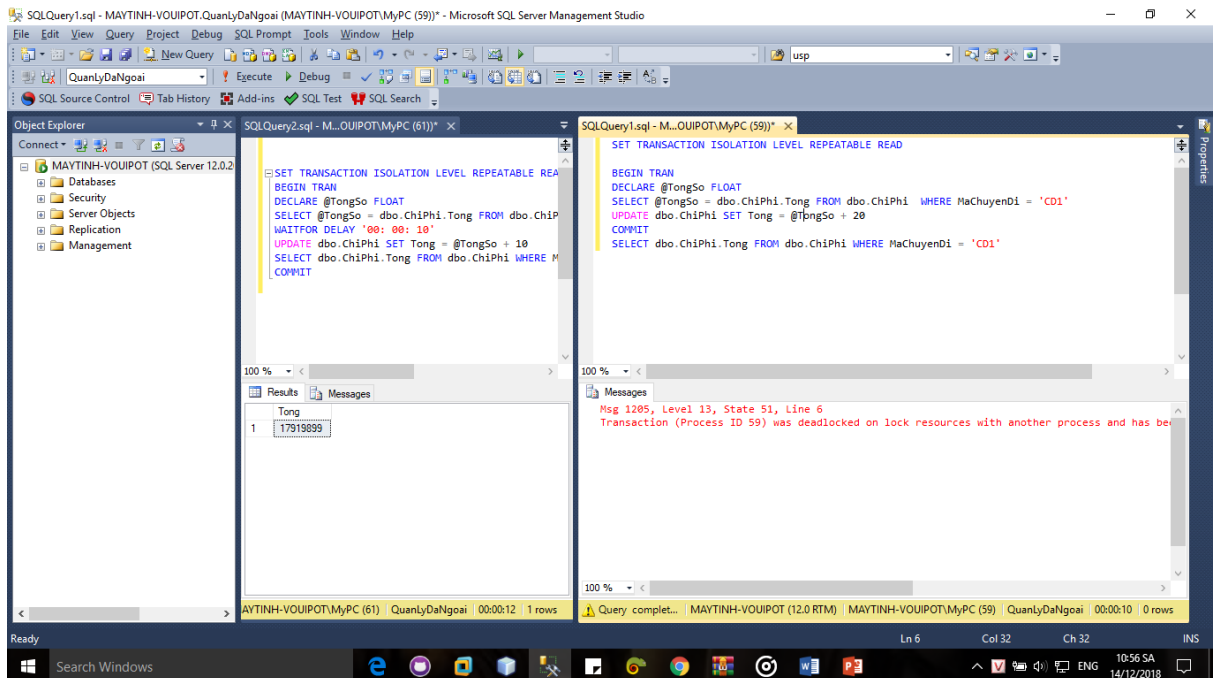 SQLQuery1.sql - MAYTINH-VOUIPOT.QuanLyDaNgoai (MAYTINH-VOUIPOT\MyPC (59))* - Microsoft SQL Server Management Studio
File Edit View Query Project Debug SQL Prompt Tools Window Help
New Query usp
QuanLyDaNgoai Execute Debug
SQL Source Control Tab History Add-ins SQL Test SQL Search
Object Explorer
Connect
MAYTINH-VOUIPOT (SQL Server 12.0.2
Databases
Security
Server Objects
Replication
Management
SQLQuery2.sql - M...OUIPOT\MyPC (61))*
SET TRANSACTION ISOLATION LEVEL REPEATABLE REA
BEGIN TRAN
DECLARE @TongSo FLOAT
SELECT @TongSo = dbo.ChiPhi.Tong FROM dbo.ChiP
WAITFOR DELAY '00: 00: 10'
UPDATE dbo.ChiPhi SET Tong = @TongSo + 10
SELECT dbo.ChiPhi.Tong FROM dbo.ChiPhi WHERE M
COMMIT
100 %
Results Messages
Tong
1 17919899
AYTINH-VOUIPOT\MyPC (61) QuanLyDaNgoai 00:00:12 1 rows
SQLQuery1.sql - M...OUIPOT\MyPC (59))*
SET TRANSACTION ISOLATION LEVEL REPEATABLE READ
BEGIN TRAN
DECLARE @TongSo FLOAT
SELECT @TongSo = dbo.ChiPhi.Tong FROM dbo.ChiPhi WHERE MaChuyenDi = 'CD1'
UPDATE dbo.ChiPhi SET Tong = @TongSo + 20
COMMIT
SELECT dbo.ChiPhi.Tong FROM dbo.ChiPhi WHERE MaChuyenDi = 'CD1'
100 %
Messages
Msg 1205, Level 13, State 51, Line 6
Transaction (Process ID 59) was deadlocked on lock resources with another process and has be
100 %
Query complet... MAYTINH-VOUIPOT (12.0 RTM) MAYTINH-VOUIPOT\MyPC (59) QuanLyDaNgoai 00:00:10 0 rows
Properties
Ready Ln 6 Col 32 Ch 32 INS
Search Windows
ENG
10:56 SA
14/12/2018